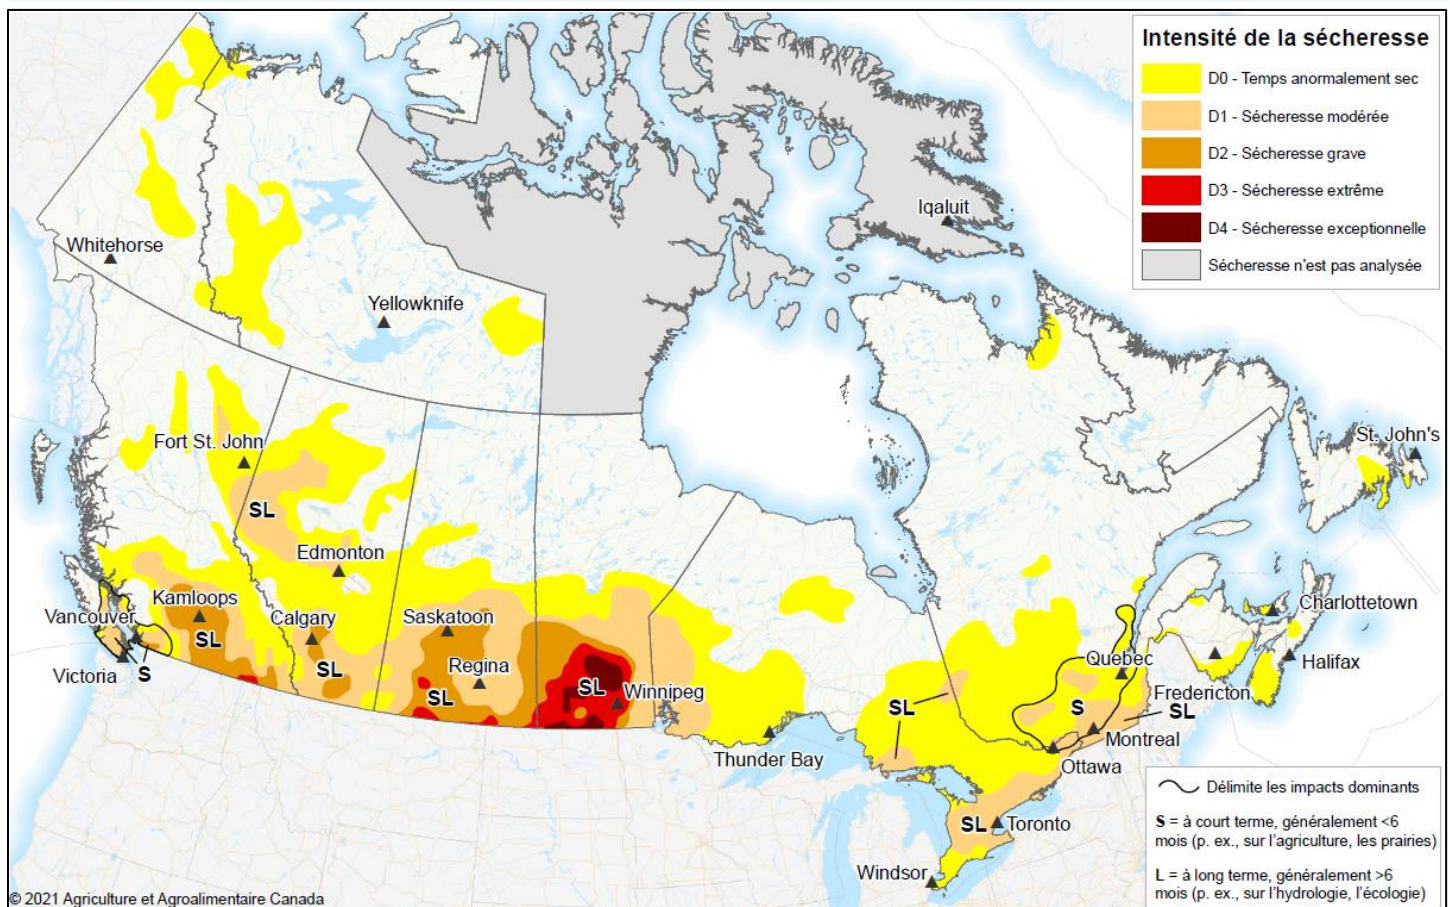 Intensité de la sécheresse
D0 - Temps anormalement sec
D1 - Sécheresse modérée
D2 - Sécheresse grave
D3 - Sécheresse extrême
D4 - Sécheresse exceptionnelle
Sécheresse n'est pas analysée
Iqaluit
Whitehorse
Yellowknife
Fort St. John
St. John's
SL
Edmonton
Kamloops
Vancouver
Calgary
Saskatoon
Charlottetown
SL
SL
Regina
Quebec
Halifax
Victoria
S
SL
SL
Winnipeg
Fredericton
SL
S
SL
Montreal
Thunder Bay
Ottawa
SL
Toronto
Windsor
Délimite les impacts dominants
S = à court terme, généralement <6
mois (p. ex., sur l'agriculture, les prairies)
L = à long terme, généralement >6
mois (p. ex., sur l'hydrologie, l'écologie)
© 2021 Agriculture et Agroalimentaire Canada